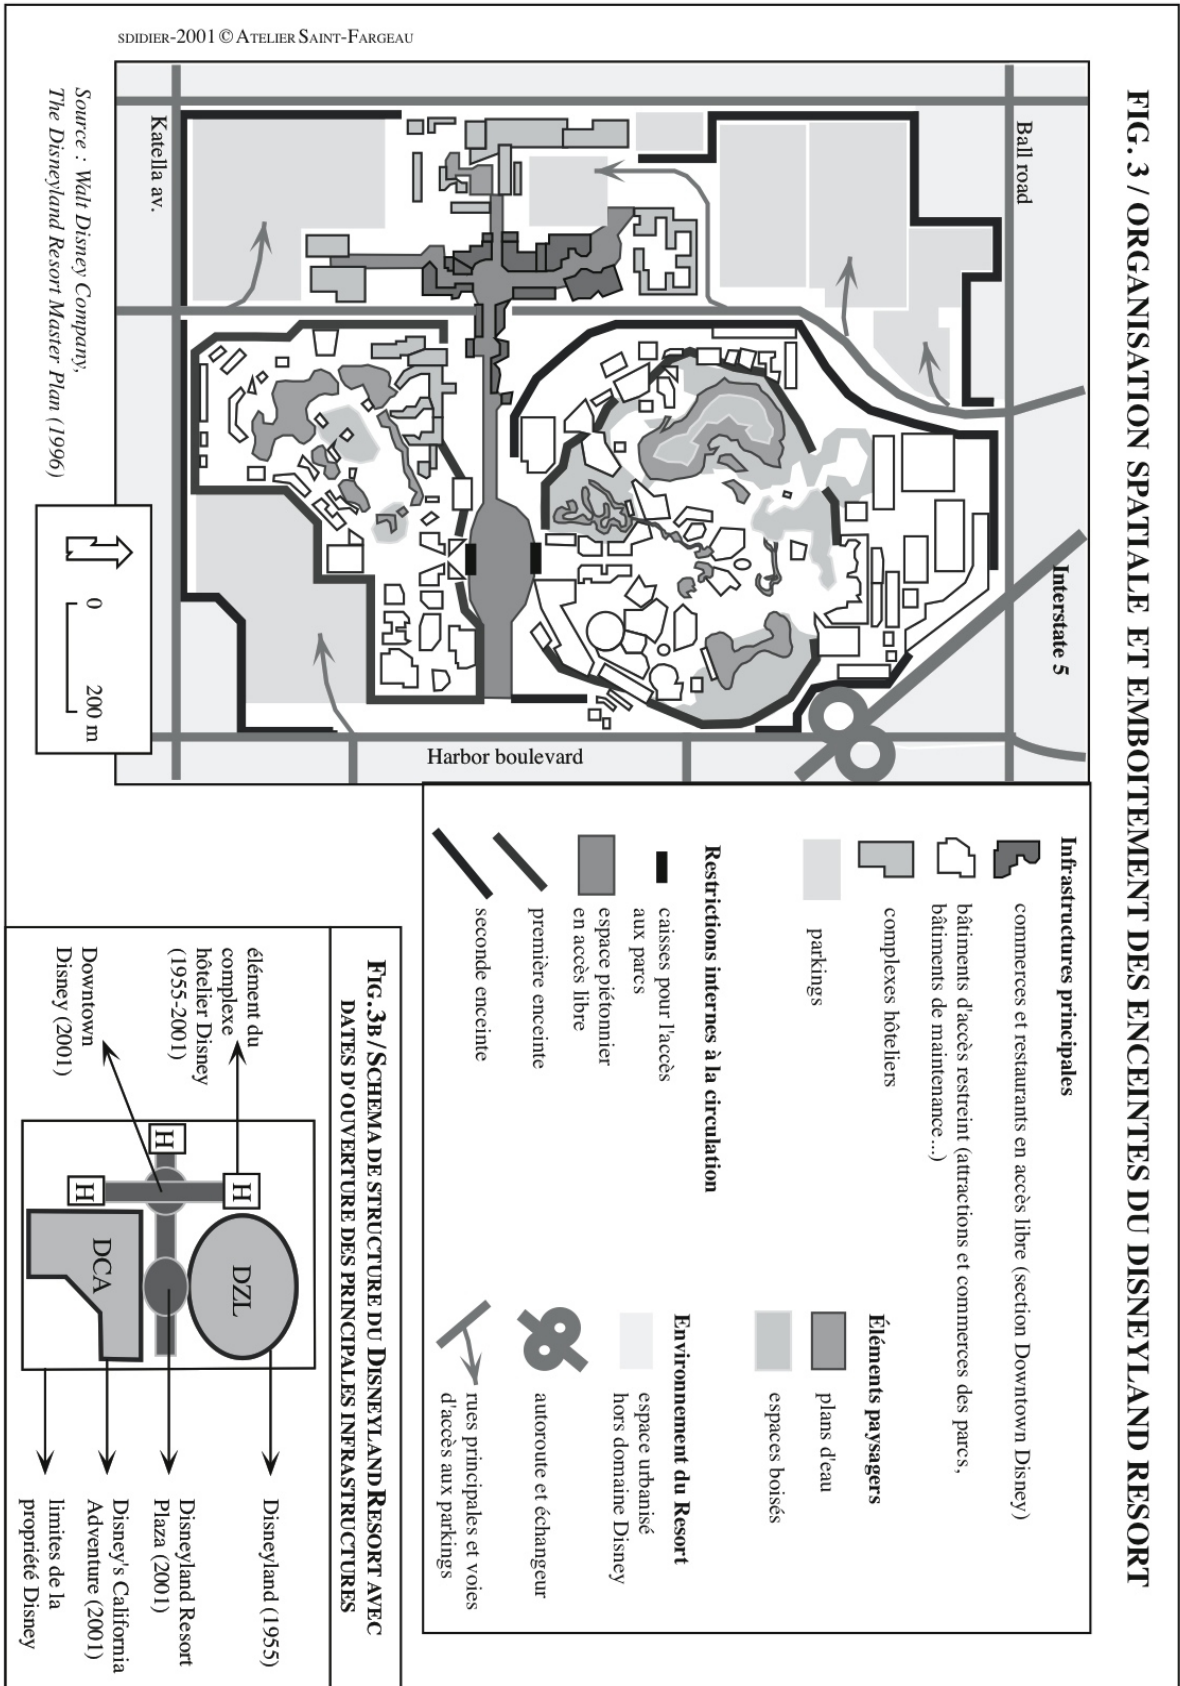 FIG. 3 / ORGANISATION SPATIALE ET EMBOITEMENT DES ENCEINTES DU DISNEYLAND RESORT
Ball road
Interstate 5
Katella av.
Harbor boulevard
SDIDIER-2001 © ATELIER SAINT-FARGEAU
Source : Walt Disney Company,
The Disneyland Resort Master Plan (1996)
0 200 m
Infrastructures principales
commerces et restaurants en accès libre (section Downtown Disney)
bâtiments d'accès restreint (attractions et commerces des parcs,
bâtiments de maintenance...)
complexes hôteliers
parkings
Restrictions internes à la circulation
caisses pour l'accès
aux parcs
espace piétonnier
en accès libre
première enceinte
seconde enceinte
Éléments paysagers
plans d'eau
espaces boisés
Environnement du Resort
espace urbanisé
hors domaine Disney
autoroute et échangeur
rues principales et voies
d'accès aux parkings
FIG.3B/SCHEMA DE STRUCTURE DU DISNEYLAND RESORT AVEC
DATES D'OUVERTURE DES PRINCIPALES INFRASTRUCTURES
élément du
complexe
hôtelier Disney
(1955-2001)
Downtown
Disney (2001)
H
H
H
DZL
DCA
Disneyland (1955)
Disneyland Resort
Plaza (2001)
Disney's California
Adventure (2001)
limites de la
propriété Disney